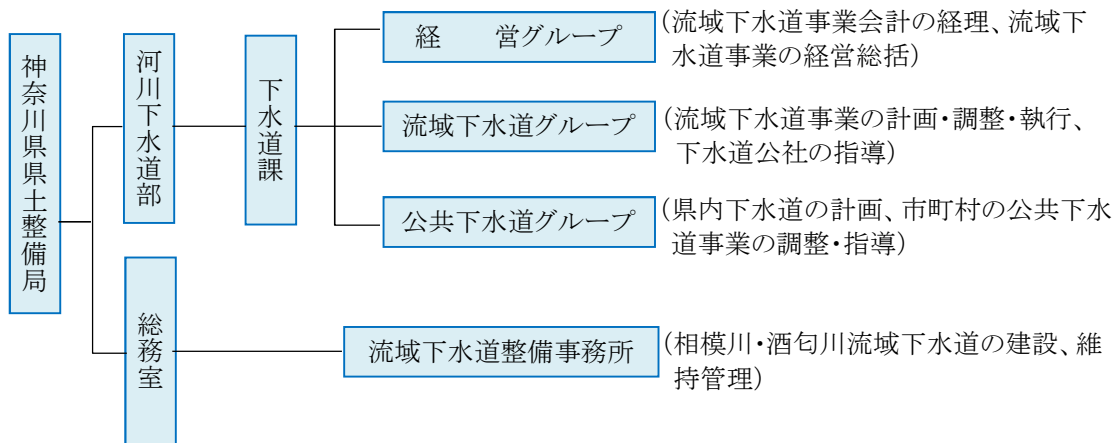 神奈川県県土整備局
河川下水道部
下水道課
経　　営グループ
(流域下水道事業会計の経理、流域下
水道事業の経営総括)
流域下水道グループ
(流域下水道事業の計画・調整・執行、
下水道公社の指導)
公共下水道グループ
(県内下水道の計画、市町村の公共下水
道事業の調整・指導)
総務室
流域下水道整備事務所
(相模川・酒匂川流域下水道の建設、維
持管理)